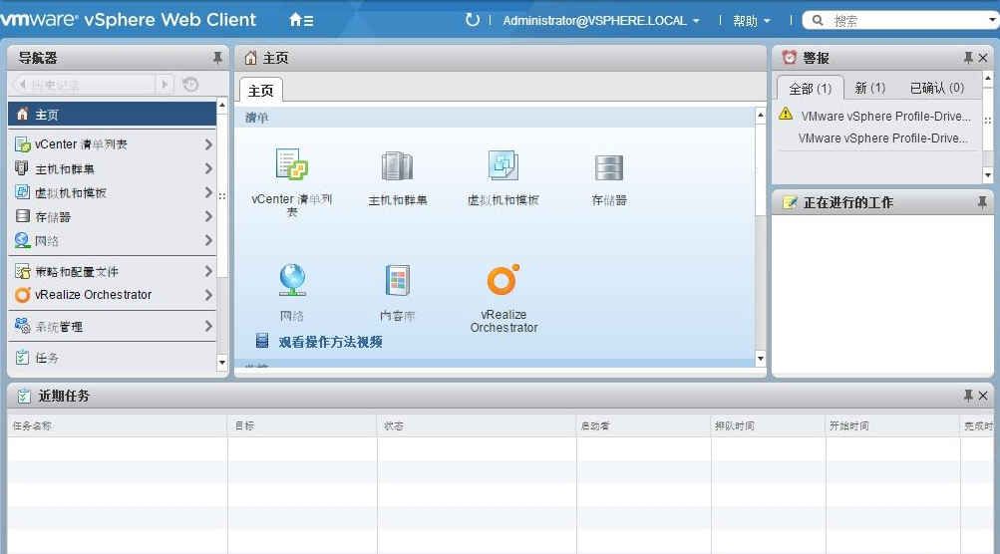 vmware® vSphere Web Client
Administrator@VSPHERE.LOCAL
帮助
搜索
导航器
历史记录
主页
vCenter 清单列表
主机和群集
虚拟机和模板
存储器
网络
策略和配置文件
vRealize Orchestrator
系统管理
任务
主页
主页
清单
vCenter 清单列
表
主机和群集
虚拟机和模板
存储器
网络
内容库
vRealize
Orchestrator
观看操作方法视频
警报
全部 (1)
新 (1)
已确认 (0)
VMware vSphere Profile-Drive...
VMware vSphere Profile-Drive...
正在进行的工作
近期任务
任务名称
目标
状态
启动者
排队时间
开始时间
完成时